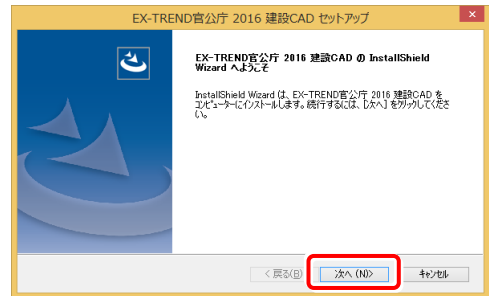 EX-TREND官公庁 2016 建設CAD セットアップ
×
EX-TREND官公庁 2016 建設CAD の InstallShield
Wizard へようこそ
InstallShield Wizard は、EX-TREND官公庁 2016 建設CAD を
コンピューターにインストールします。続行するには、[次へ] をクリックしてくださ
い。
< 戻る(B)
次へ (N)>
キャンセル